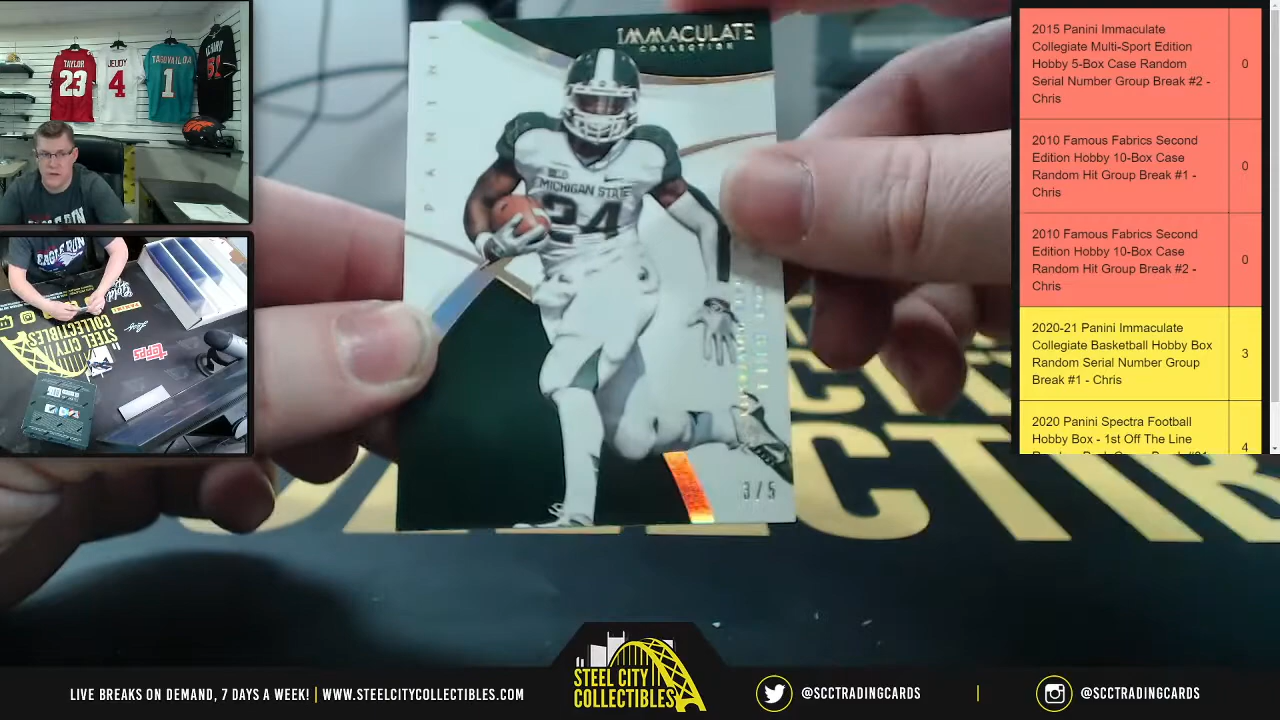 TAYLOR
23
JEUDY
4
TAGOVAILOA
1
EAGLE RUN
STEEL CITY
COLLECTIBLES
Topps
PANINI
IMMACULATE
COLLECTION
MICHIGAN STATE
24
3/5
2015 Panini Immaculate
Collegiate Multi-Sport Edition
Hobby 5-Box Case Random
Serial Number Group Break #2 -
Chris
0
2010 Famous Fabrics Second
Edition Hobby 10-Box Case
Random Hit Group Break #1 -
Chris
0
2010 Famous Fabrics Second
Edition Hobby 10-Box Case
Random Hit Group Break #2 -
Chris
0
2020-21 Panini Immaculate
Collegiate Basketball Hobby Box
Random Serial Number Group
Break #1 - Chris
3
2020 Panini Spectra Football
Hobby Box - 1st Off The Line
4
LIVE BREAKS ON DEMAND, 7 DAYS A WEEK! | WWW.STEELCITYCOLLECTIBLES.COM
STEEL CITY
COLLECTIBLES
@SCCTRADINGCARDS
@SCCTRADINGCARDS